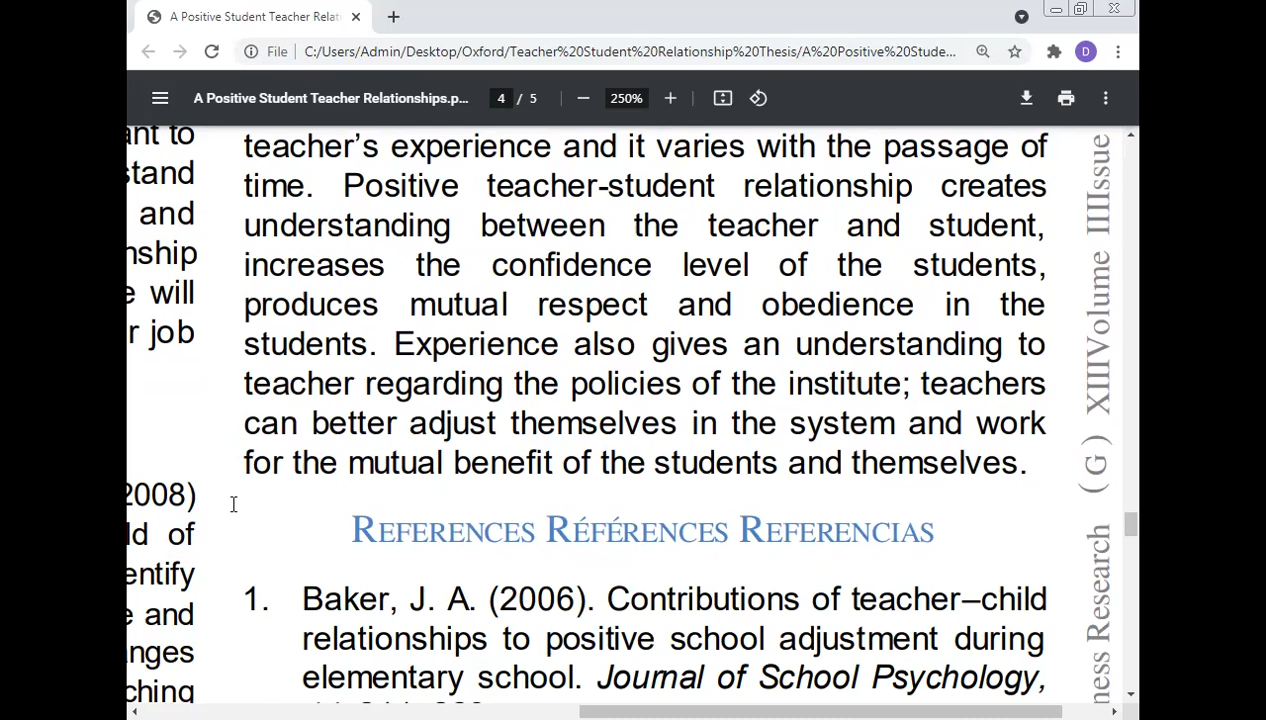 A Positive Student Teacher Relat
File
C:/Users/Admin/Desktop/Oxford/Teacher%20Student%20Relationship%20Thesis/A%20Positive%20Stude...
D
A Positive Student Teacher Relationships.p...
4 / 5
250%
ant to
stand
and
nship
e will
r job
2008)
ld of
entify
e and
anges
ching
teacher's experience and it varies with the passage of
time. Positive teacher-student relationship creates
understanding between the teacher and student,
increases the confidence level of the students,
produces mutual respect and obedience in the
students. Experience also gives an understanding to
teacher regarding the policies of the institute; teachers
can better adjust themselves in the system and work
for the mutual benefit of the students and themselves.
References Références Referencias
1. Baker, J. A. (2006). Contributions of teacher–child
relationships to positive school adjustment during
elementary school. Journal of School Psychology,
ness Research ( G ) XIIIVolume IIIIssue